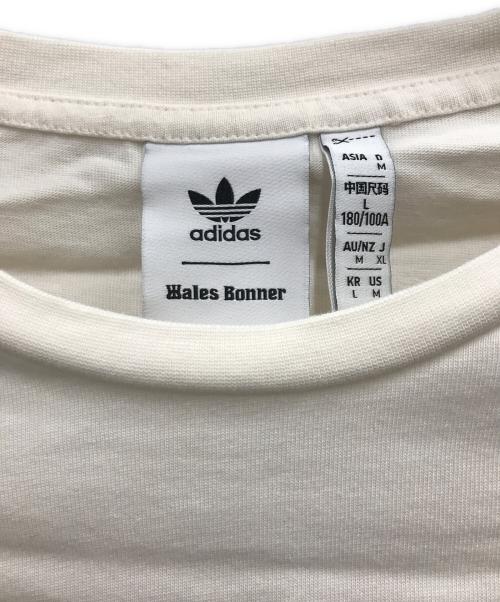 adidas
Wales Bonner
ASIA D
M
中国尺码
L
180/100A
AU/NZ J
M XL
KR US
L M